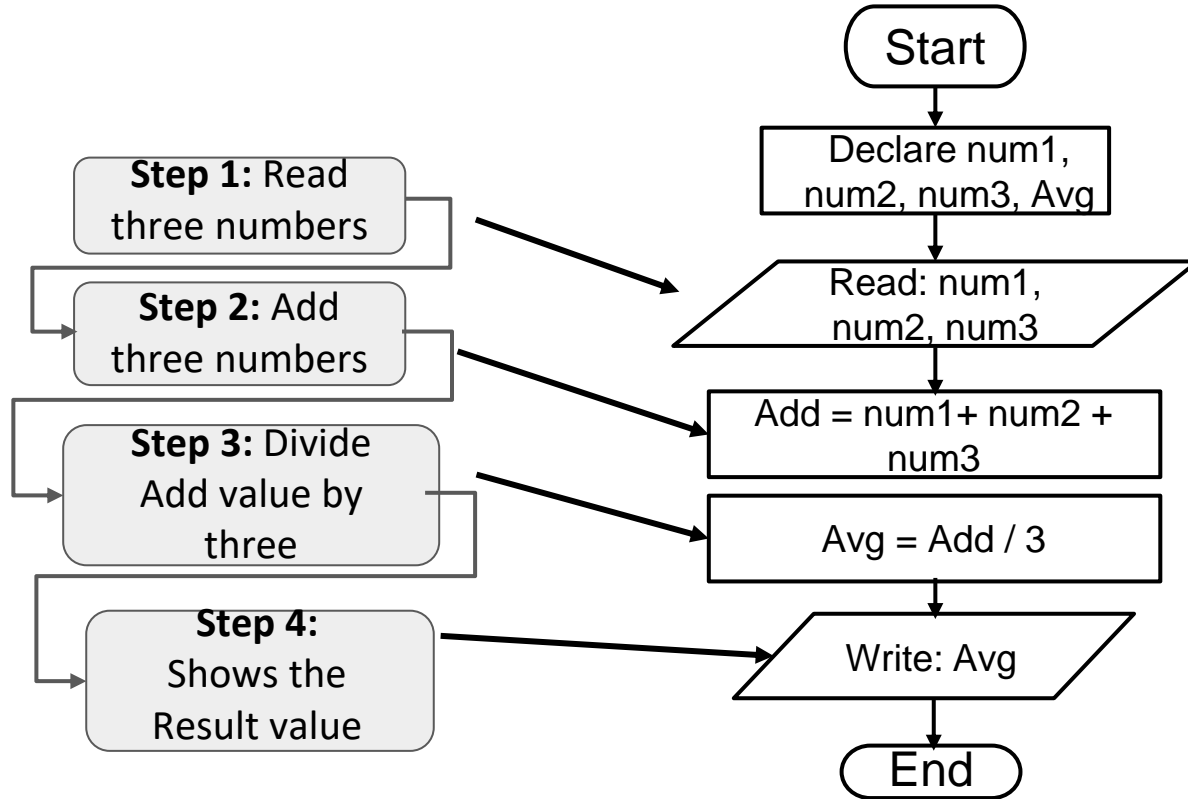 Start
Declare num1,
num2, num3, Avg
Step 1: Read
three numbers
Read: num1,
num2, num3
Step 2: Add
three numbers
Add = num1+ num2 +
num3
Step 3: Divide
Add value by
three
Avg = Add / 3
Step 4:
Shows the
Result value
Write: Avg
End